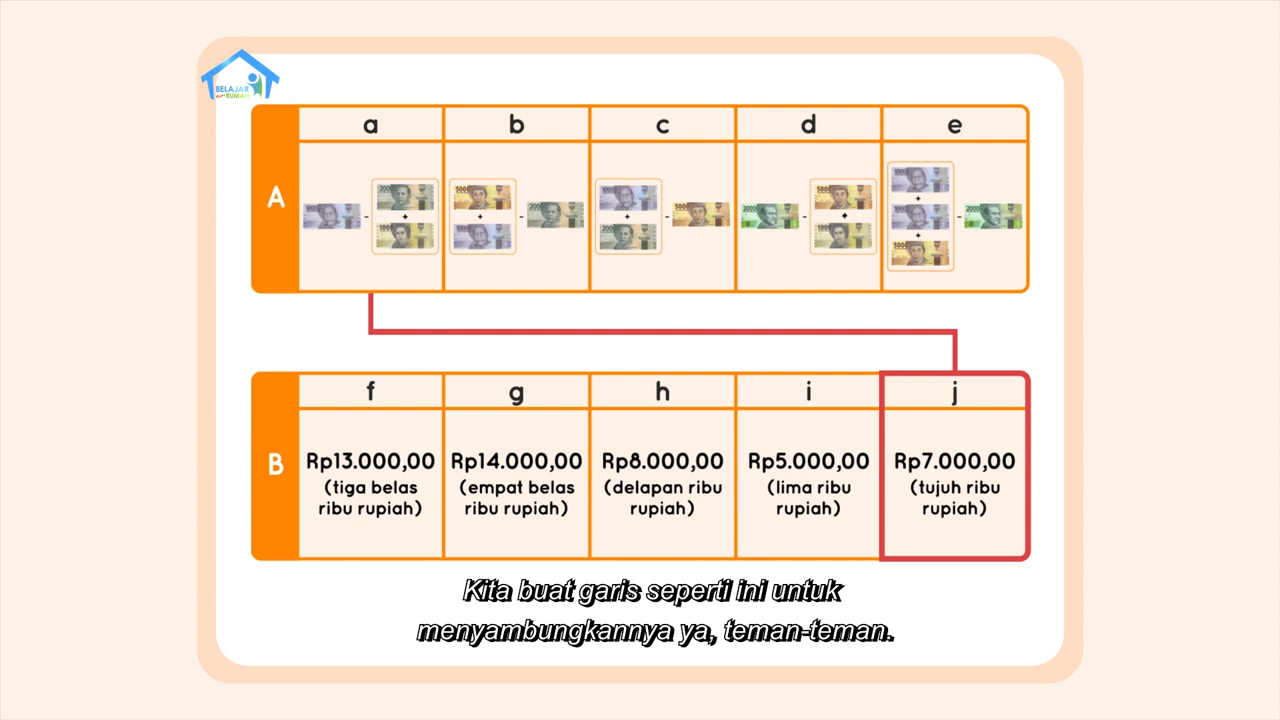 BELAJAR
RUMAH
a b c d e
A
- + - + - + - + - + +
f g h i j
B
Rp13.000,00 Rp14.000,00 Rp8.000,00 Rp5.000,00 Rp7.000,00
(tiga belas (empat belas (delapan ribu (lima ribu (tujuh ribu
ribu rupiah) ribu rupiah) rupiah) rupiah) rupiah)
Kita buat garis seperti ini untuk
menyambungkannya ya, teman-teman.